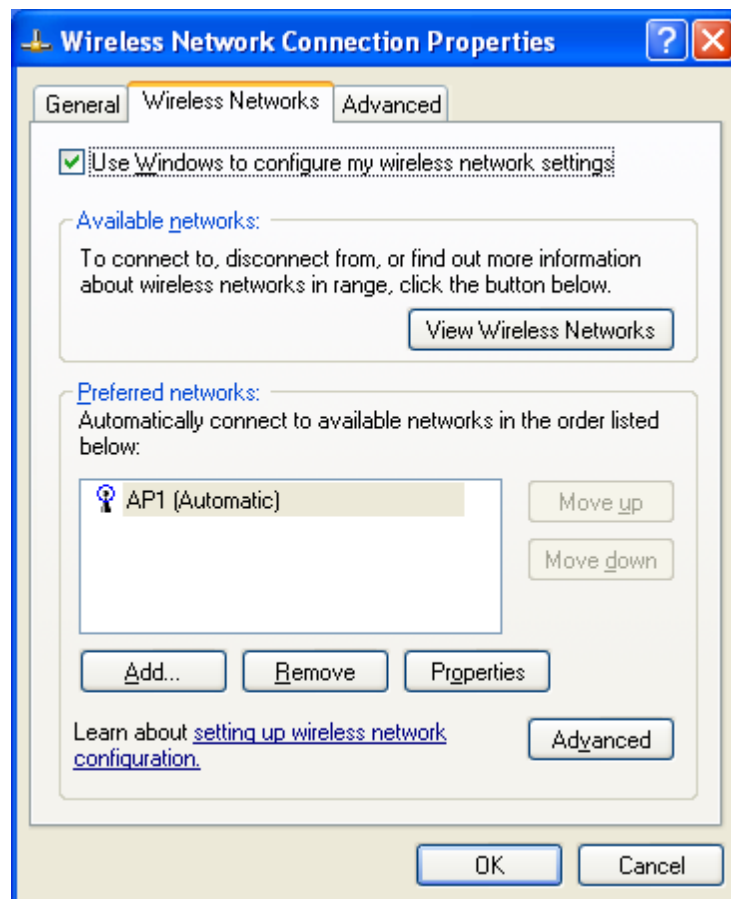 Wireless Network Connection Properties
General Wireless Networks Advanced
Use Windows to configure my wireless network settings
Available networks:
To connect to, disconnect from, or find out more information
about wireless networks in range, click the button below.
View Wireless Networks
Preferred networks:
Automatically connect to available networks in the order listed
below:
AP1 (Automatic)
Move up
Move down
Add... Remove Properties
Learn about setting up wireless network
configuration.
Advanced
OK Cancel